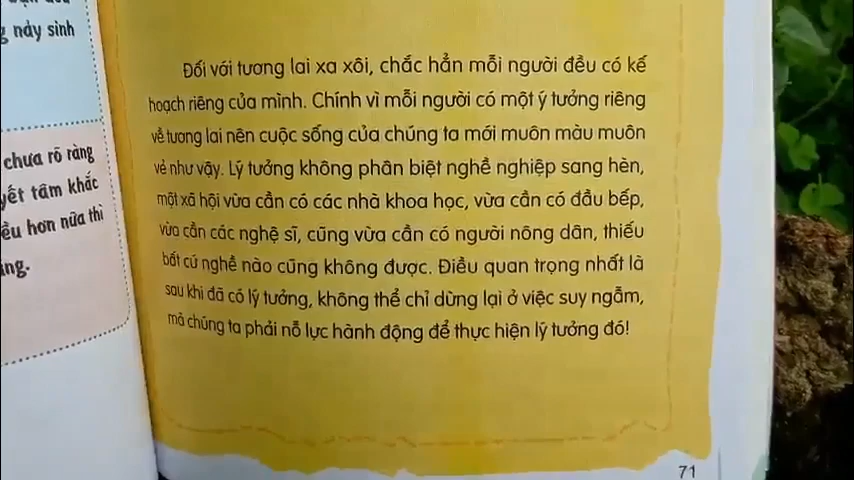 g nảy sinh
chưa rõ ràng
yết tâm khắc
ều hơn nữa thì
Đối với tương lai xa xôi, chắc hẳn mỗi người đều có kế
hoạch riêng của mình. Chính vì mỗi người có một ý tưởng riêng
về tương lai nên cuộc sống của chúng ta mới muôn màu muôn
vẻ như vậy. Lý tưởng không phân biệt nghề nghiệp sang hèn,
một xã hội vừa cần có các nhà khoa học, vừa cần có đầu bếp,
vừa cần các nghệ sĩ, cũng vừa cần có người nông dân, thiếu
bất cứ nghề nào cũng không được. Điều quan trọng nhất là
sau khi đã có lý tưởng, không thể chỉ dừng lại ở việc suy ngẫm,
mà chúng ta phải nỗ lực hành động để thực hiện lý tưởng đó!
71